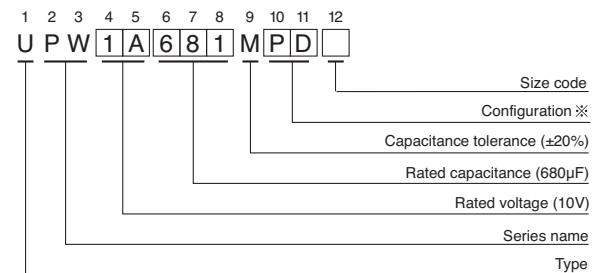 1 2 3 4 5 6 7 8 9 10 11 12
U P W 1 A 6 8 1 M P D
Size code
Configuration ※
Capacitance tolerance (±20%)
Rated capacitance (680µF)
Rated voltage (10V)
Series name
Type